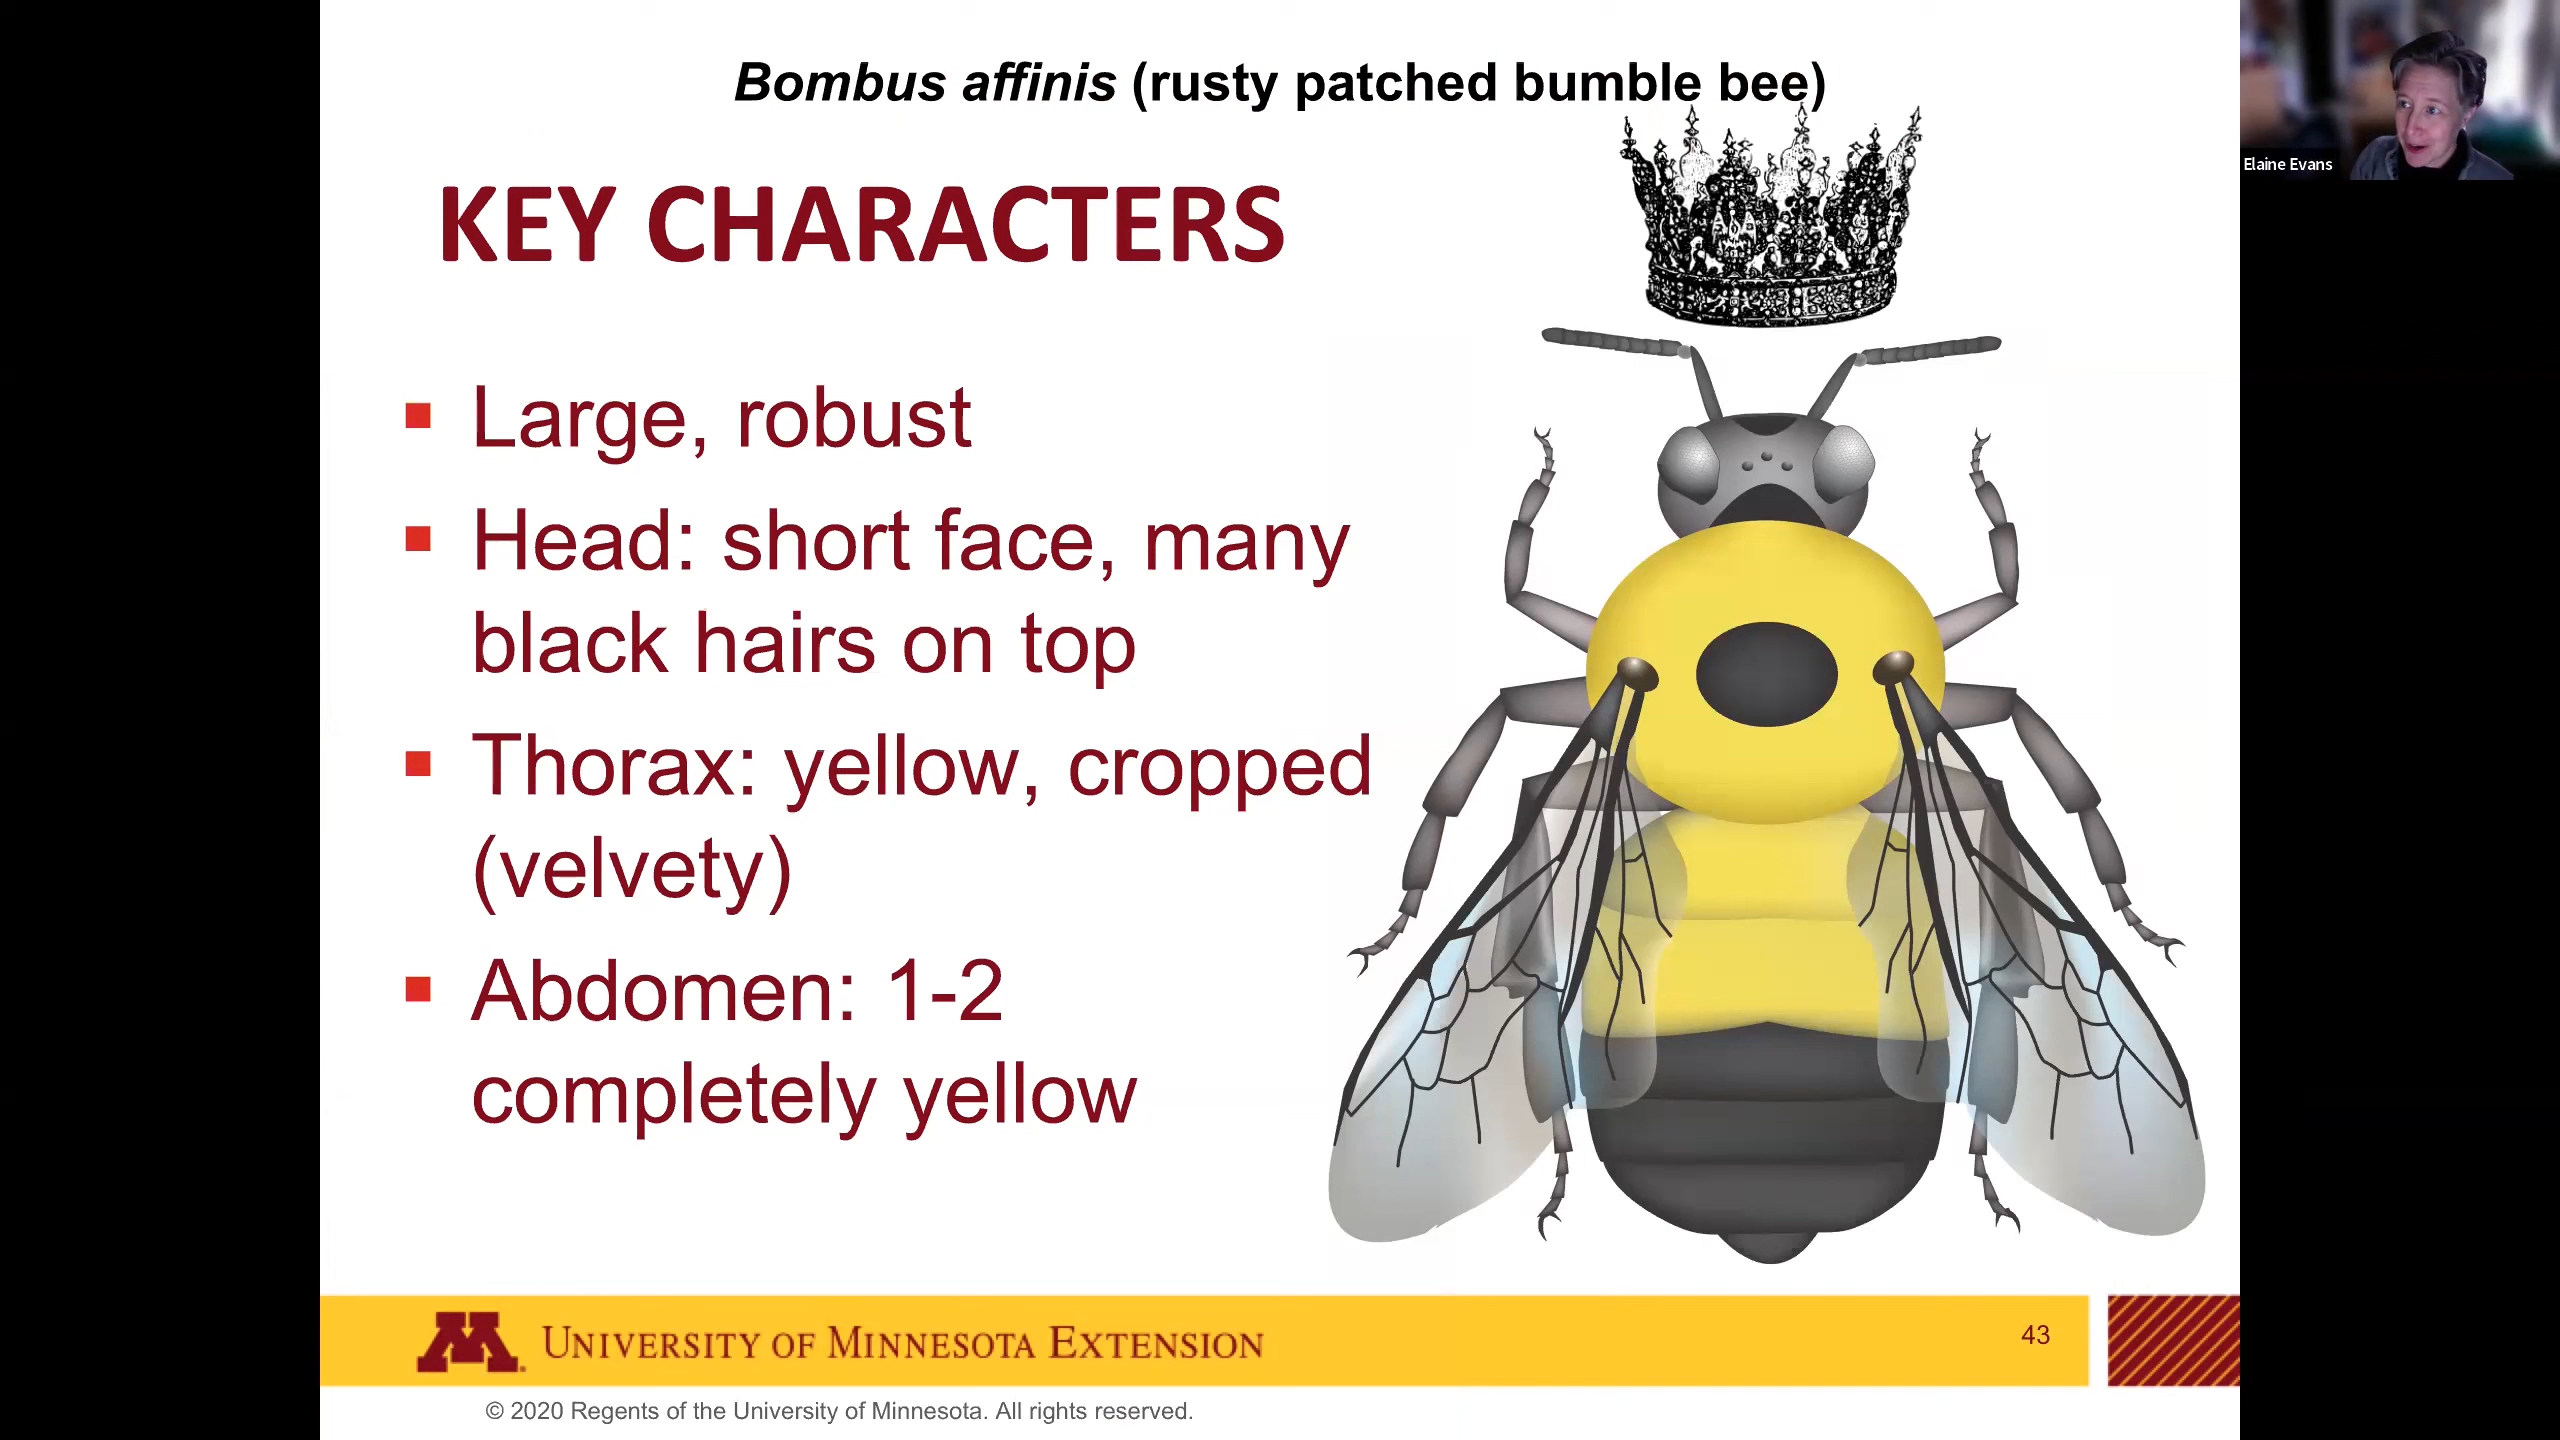 Bombus affinis (rusty patched bumble bee)
KEY CHARACTERS
Large, robust
Head: short face, many
black hairs on top
Thorax: yellow, cropped
(velvety)
Abdomen: 1-2
completely yellow
M
UNIVERSITY OF MINNESOTA EXTENSION
43
© 2020 Regents of the University of Minnesota. All rights reserved.
Elaine Evans